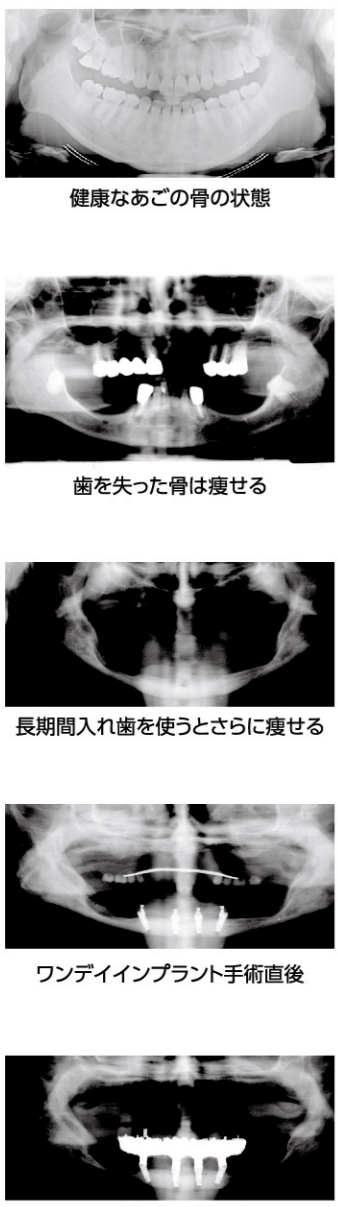 健康なあごの骨の状態
歯を失った骨は痩せる
長期間入れ歯を使うとさらに痩せる
ワンデイインプラント手術直後